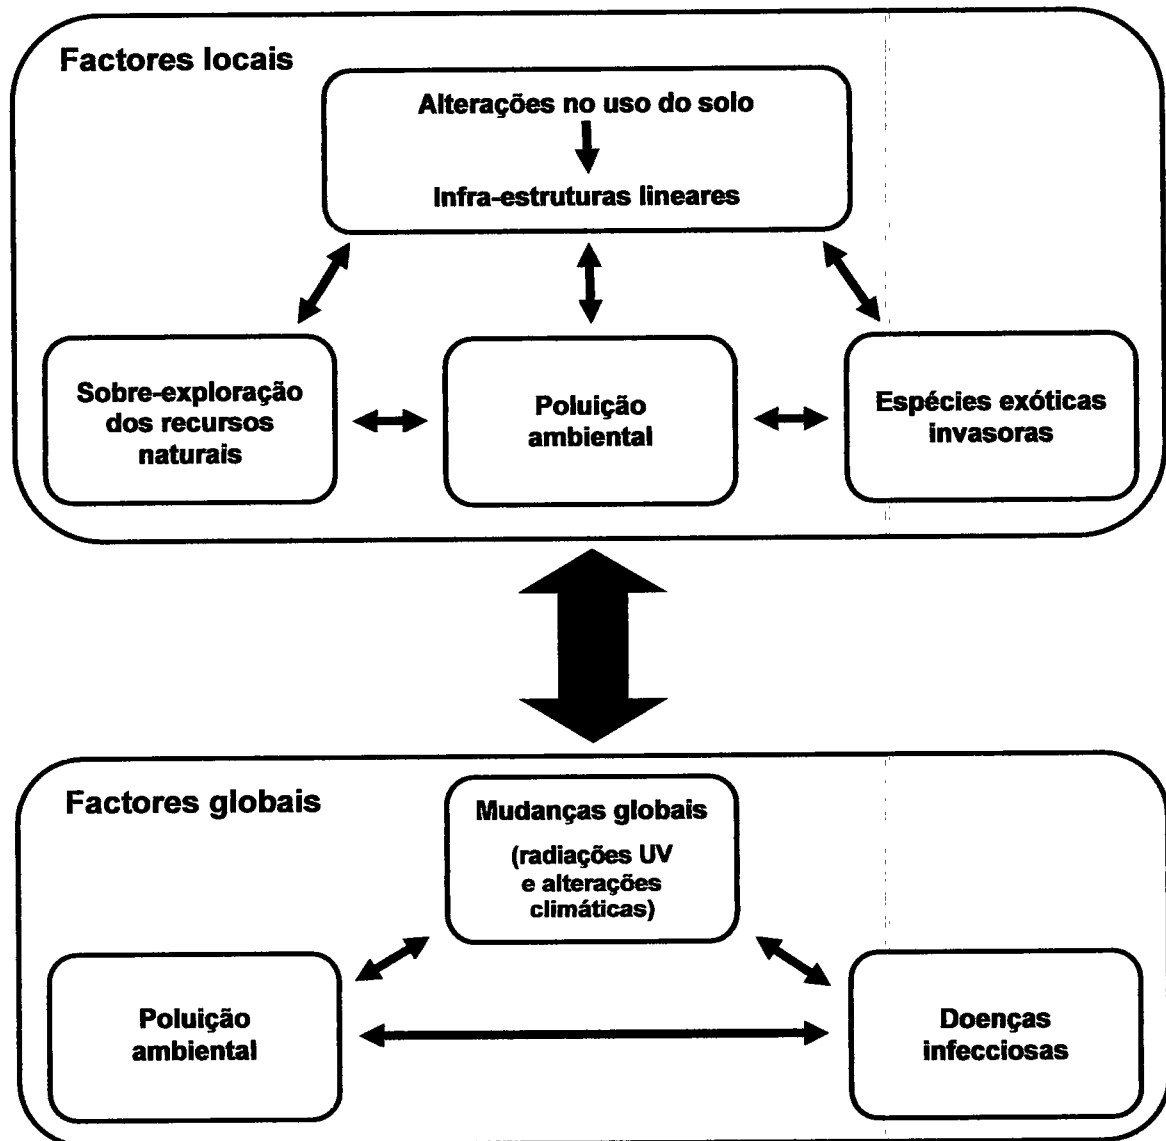 Factores locais
Alterações no uso do solo
Infra-estruturas lineares
Sobre-exploração
dos recursos
naturais
Poluição
ambiental
Espécies exóticas
invasoras
Factores globais
Mudanças globais
(radiações UV
e alterações
climáticas)
Poluição
ambiental
Doenças
infecciosas